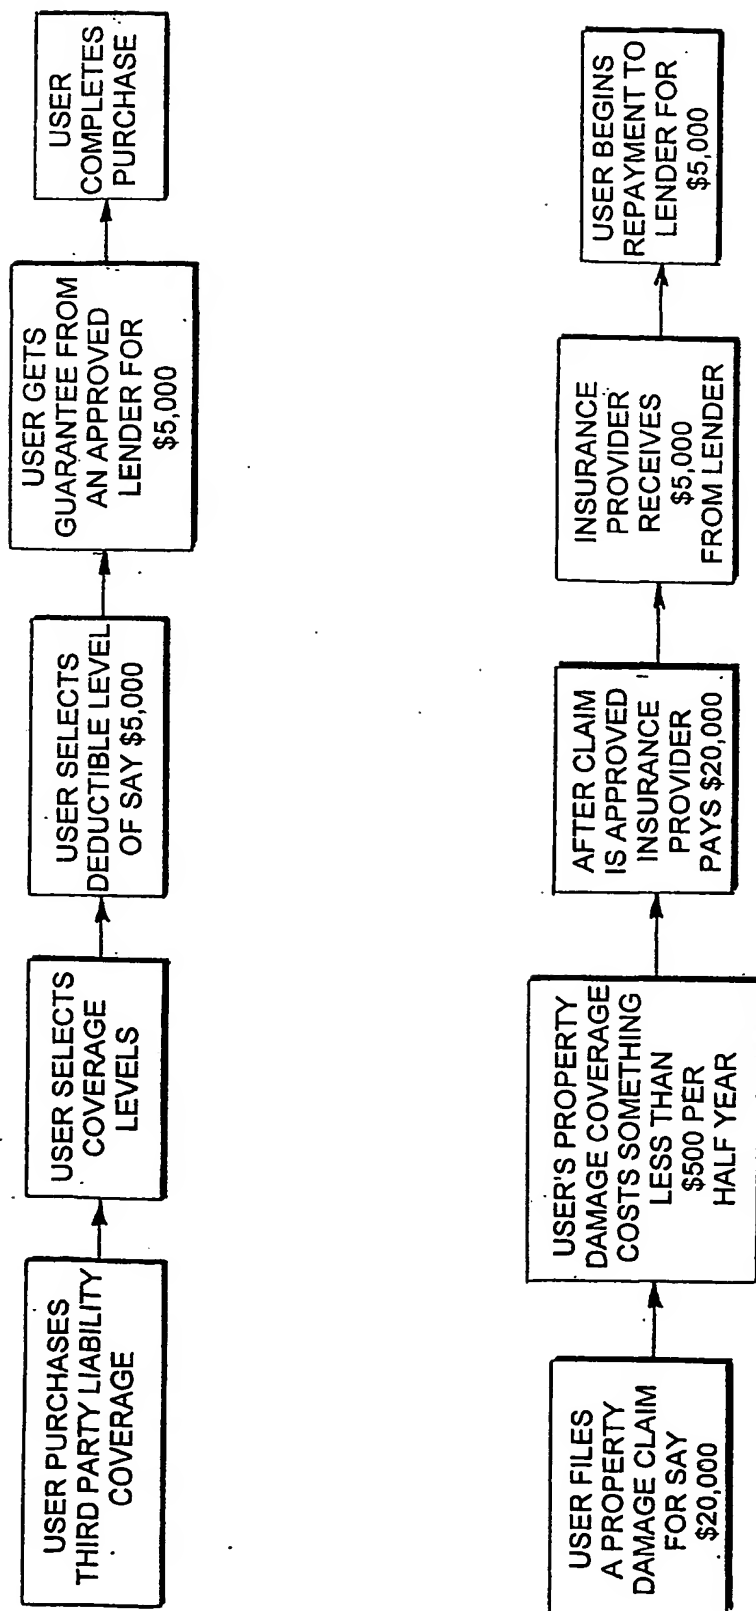 USER PURCHASES
THIRD PARTY LIABILITY
COVERAGE
USER SELECTS
COVERAGE
LEVELS
USER SELECTS
DEDUCTIBLE LEVEL
OF SAY $5,000
USER GETS
GUARANTEE FROM
AN APPROVED
LENDER FOR
$5,000
USER
COMPLETES
PURCHASE
USER FILES
A PROPERTY
DAMAGE CLAIM
FOR SAY
$20,000
USER'S PROPERTY
DAMAGE COVERAGE
COSTS SOMETHING
LESS THAN
$500 PER
HALF YEAR
AFTER CLAIM
IS APPROVED
INSURANCE
PROVIDER
PAYS $20,000
INSURANCE
PROVIDER
RECEIVES
$5,000
FROM LENDER
USER BEGINS
REPAYMENT TO
LENDER FOR
$5,000